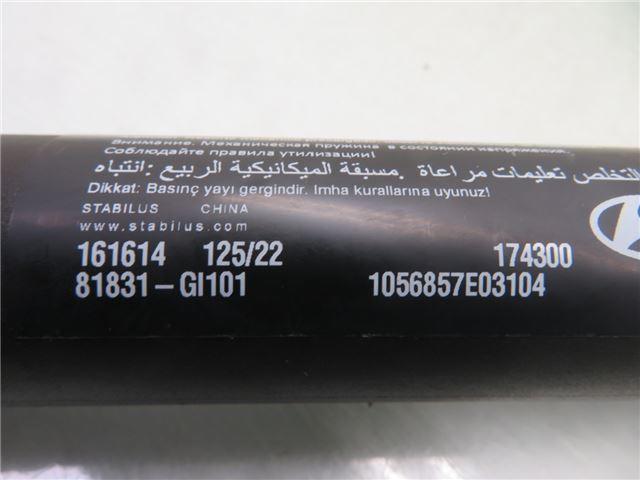 Внимание. Механическая пружина в состоянии напряжения.
Соблюдайте правила утилизации!
التخلص تعليمات مراعاة .مسبقة الميكانيكية الربيع :انتباه
Dikkat: Basınç yayı gergindir. Imha kurallarına uyunuz!
STABILUS CHINA
www.stabilus.com
161614 125/22 174300
81831-GI101 1056857E03104